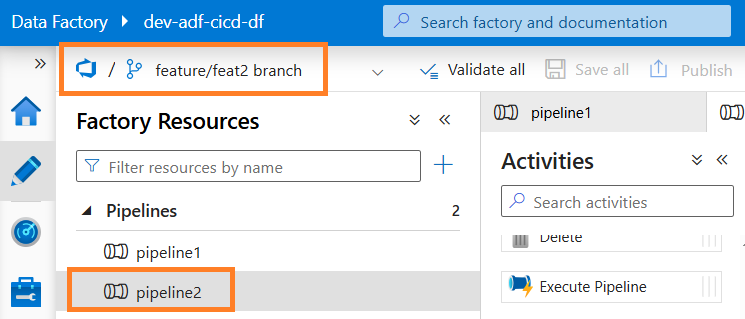 Data Factory > dev-adf-cicd-df
Search factory and documentation
» / feature/feat2 branch
Validate all
Save all
Publish
Factory Resources
Filter resources by name
Pipelines 2
pipeline1
pipeline2
pipeline1
Activities
Search activities
Delete
Execute Pipeline